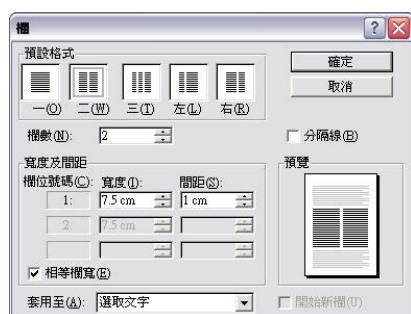 欄
預設格式
確定
取消
一(O) 二(W) 三(T) 左(L) 右(R)
欄數(N): 2
分隔線(B)
寬度及間距
預覽
欄位號碼(C): 寬度(I): 間距(S):
1: 7.5 cm 1 cm
2: 7.5 cm
相等欄寬(E)
套用至(A): 選取文字
開始新欄(U)